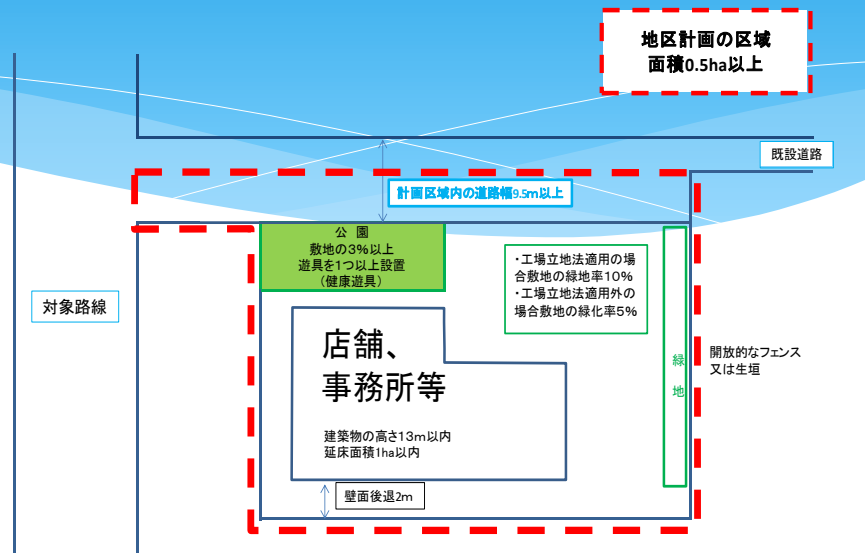 地区計画の区域
面積0.5ha以上
既設道路
計画区域内の道路幅9.5m以上
公 園
敷地の3%以上
遊具を1つ以上設置
(健康遊具)
・工場立地法適用の場
合敷地の緑地率10%
・工場立地法適用外の
場合敷地の緑化率5%
対象路線
店舗、
事務所等
建築物の高さ13m以内
延床面積1ha以内
緑
地
開放的なフェンス
又は生垣
壁面後退2m